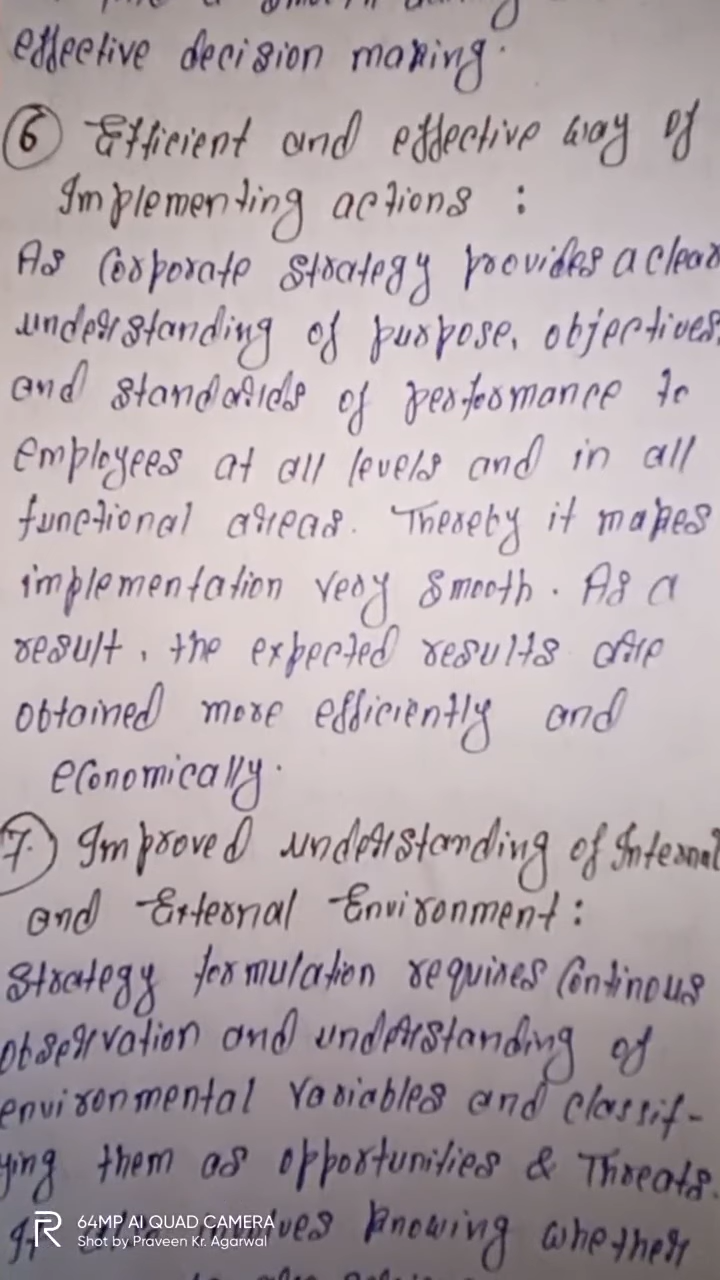 effective decision making.
6 Efficient and effective way of
Implementing actions :
As Corporate strategy provides a clear
understanding of purpose, objectives,
and standards of performance to
employees at all levels and in all
functional areas. Thereby it makes
implementation very smooth. As a
result, the expected results are
obtained more efficiently and
economically.
7. Improved understanding of Internal
and External Environment :
Strategy formulation requires Continous
observation and understanding of
environmental variables and classif-
ying them as opportunities & Threats.
It involves knowing whether
64MP AI QUAD CAMERA
Shot by Praveen Kr. Agarwal